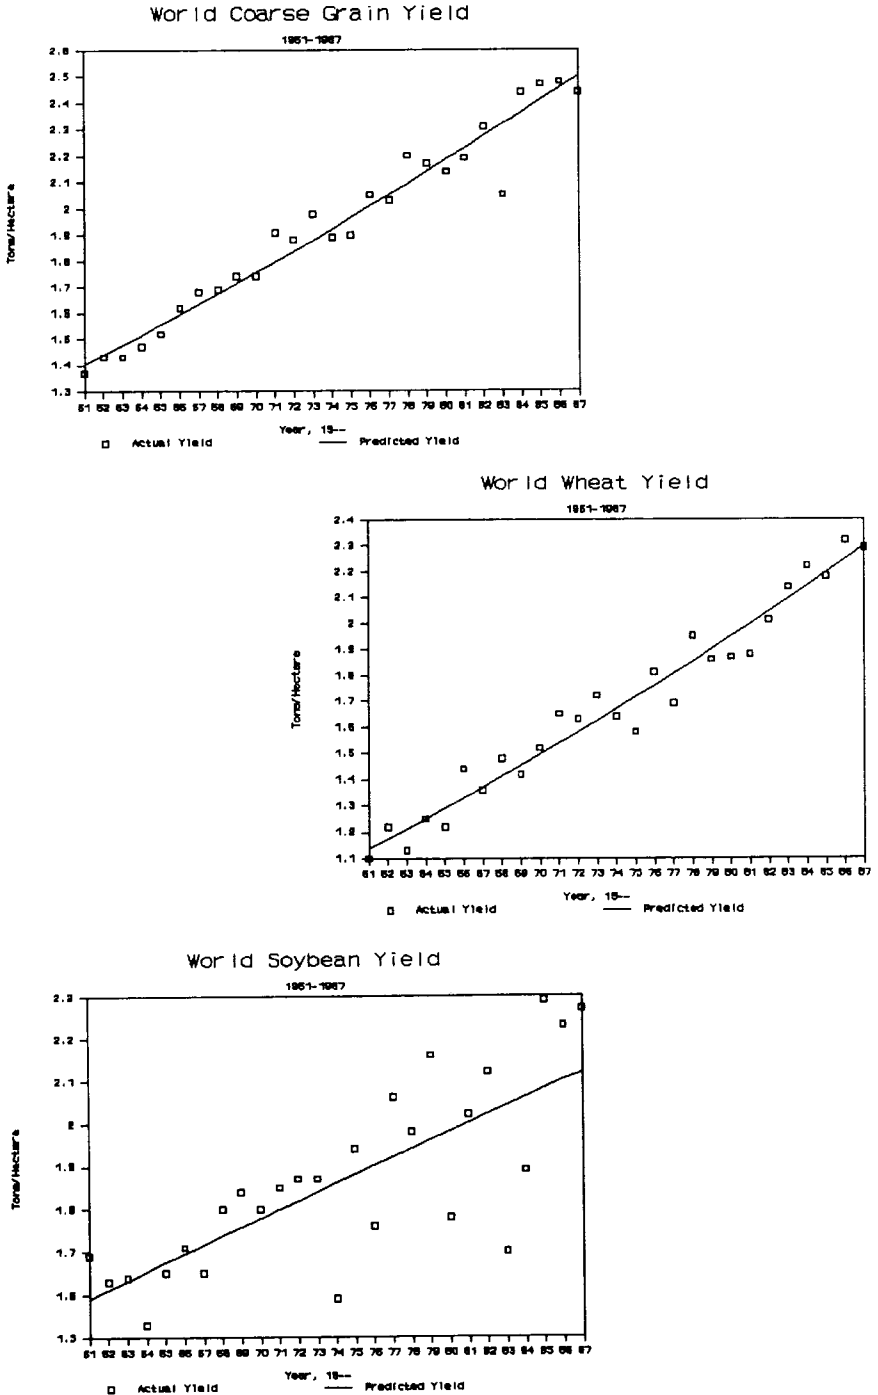 World Coarse Grain Yield
1961-1987
2.6
2.5
2.4
2.3
2.2
2.1
2
1.9
1.8
1.7
1.6
1.5
1.4
1.3
Tons/Hectare
61 62 63 64 65 66 67 68 69 70 71 72 73 74 75 76 77 78 79 80 81 82 83 84 85 86 87
Year, 19--
Actual Yield Predicted Yield
World Wheat Yield
1961-1987
2.4
2.3
2.2
2.1
2
1.9
1.8
1.7
1.6
1.5
1.4
1.3
1.2
1.1
Tons/Hectare
61 62 63 64 65 66 67 68 69 70 71 72 73 74 75 76 77 78 79 80 81 82 83 84 85 86 87
Year, 19--
Actual Yield Predicted Yield
World Soybean Yield
1961-1987
2.3
2.2
2.1
2
1.9
1.8
1.7
1.6
1.5
Tons/Hectare
61 62 63 64 65 66 67 68 69 70 71 72 73 74 75 76 77 78 79 80 81 82 83 84 85 86 87
Year, 19--
Actual Yield Predicted Yield